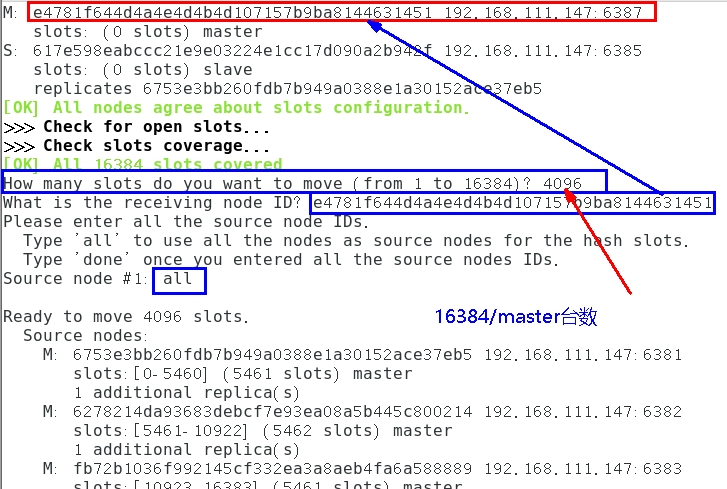 M: e4781f644d4a4e4d4b4d107157b9ba8144631451 192.168.111.147:6387
slots: (0 slots) master
S: 617e598eabccc21e9e03224e1cc17d090a2b942f 192.168.111.147:6385
slots: (0 slots) slave
replicates 6753e3bb260fdb7b949a0388e1a30152ace37eb5
[OK] All nodes agree about slots configuration.
>>> Check for open slots...
>>> Check slots coverage...
[OK] All 16384 slots covered
How many slots do you want to move (from 1 to 16384)? 4096
What is the receiving node ID? e4781f644d4a4e4d4b4d107157b9ba8144631451
Please enter all the source node IDs.
Type 'all' to use all the nodes as source nodes for the hash slots.
Type 'done' once you entered all the source nodes IDs.
Source node #1: all
Ready to move 4096 slots.
16384/master台数
Source nodes:
M: 6753e3bb260fdb7b949a0388e1a30152ace37eb5 192.168.111.147:6381
slots:[0-5460] (5461 slots) master
1 additional replica(s)
M: 6278214da93683debcf7e93ea08a5b445c800214 192.168.111.147:6382
slots:[5461-10922] (5462 slots) master
1 additional replica(s)
M: fb72b1036f992145cf332ea3a8aeb4fa6a588889 192.168.111.147:6383
slots:[10923-16383] (5461 slots) master